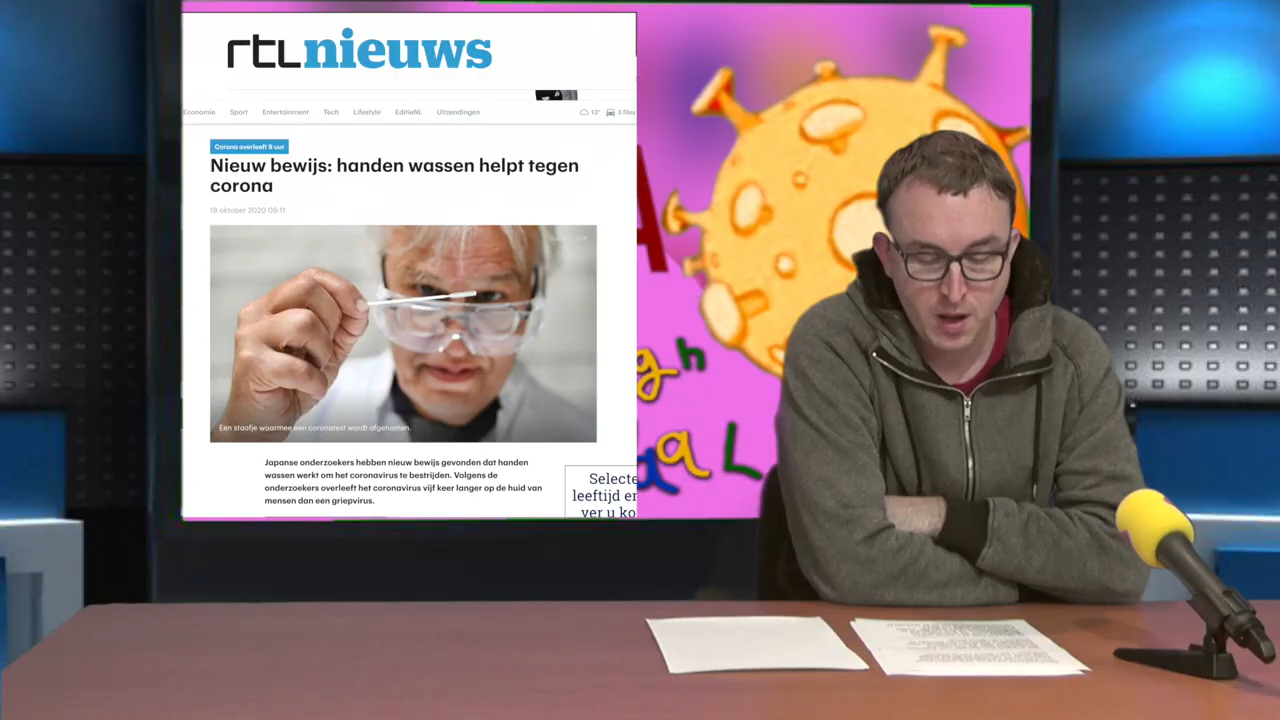 rtlnieuws
Economie Sport Entertainment Tech Lifestyle EditieNL Uitzendingen 13° 3 files
Corona overleeft 9 uur
Nieuw bewijs: handen wassen helpt tegen
corona
18 oktober 2020 09:11
Een staafje waarmee een coronatest wordt afgenomen.
Japanse onderzoekers hebben nieuw bewijs gevonden dat handen
wassen werkt om het coronavirus te bestrijden. Volgens de
onderzoekers overleeft het coronavirus vijf keer langer op de huid van
mensen dan een griepvirus.
Selecte
leeftijd en
ver u ko
A
gh
aal